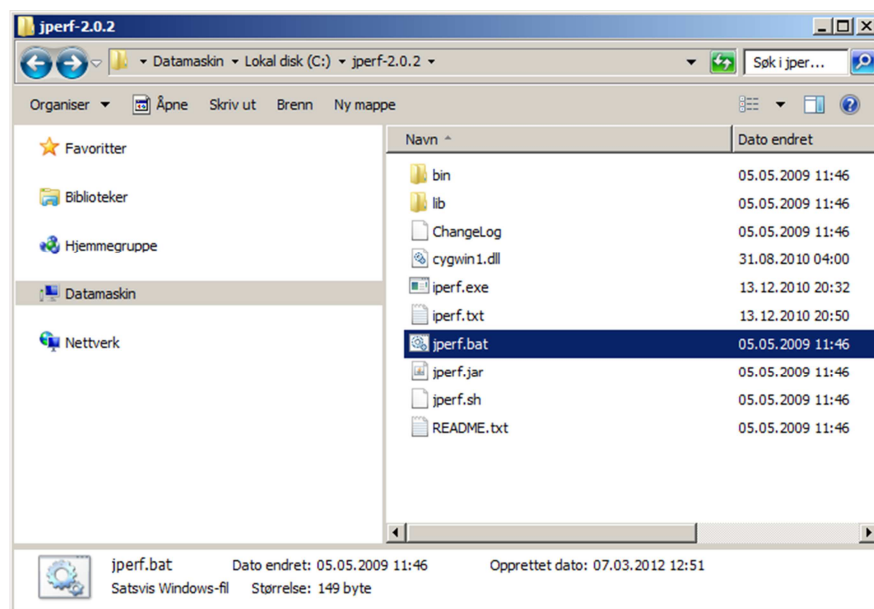 jperf-2.0.2
Datamaskin Lokal disk (C:) jperf-2.0.2
Søk i jper...
Organiser Åpne Skriv ut Brenn Ny mappe
Favoritter
Biblioteker
Hjemmegruppe
Datamaskin
Nettverk
Navn Dato endret
bin 05.05.2009 11:46
lib 05.05.2009 11:46
ChangeLog 05.05.2009 11:46
cygwin1.dll 31.08.2010 04:00
iperf.exe 13.12.2010 20:32
iperf.txt 13.12.2010 20:50
jperf.bat 05.05.2009 11:46
jperf.jar 05.05.2009 11:46
jperf.sh 05.05.2009 11:46
README.txt 05.05.2009 11:46
jperf.bat Dato endret: 05.05.2009 11:46 Opprettet dato: 07.03.2012 12:51
Satsvis Windows-fil Størrelse: 149 byte